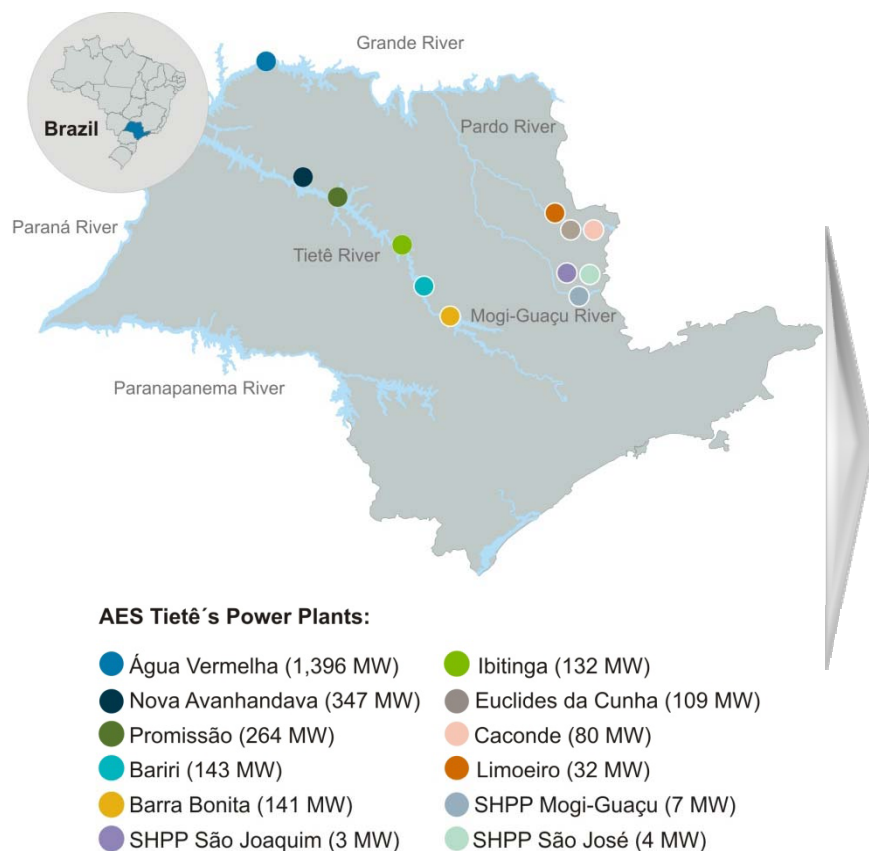 Grande River
Brazil
Pardo River
Paraná River
Tietê River
Mogi-Guaçu River
Paranapanema River
AES Tietê´s Power Plants:
Água Vermelha (1,396 MW)
Ibitinga (132 MW)
Nova Avanhandava (347 MW)
Euclides da Cunha (109 MW)
Promissão (264 MW)
Caconde (80 MW)
Bariri (143 MW)
Limoeiro (32 MW)
Barra Bonita (141 MW)
SHPP Mogi-Guaçu (7 MW)
SHPP São Joaquim (3 MW)
SHPP São José (4 MW)